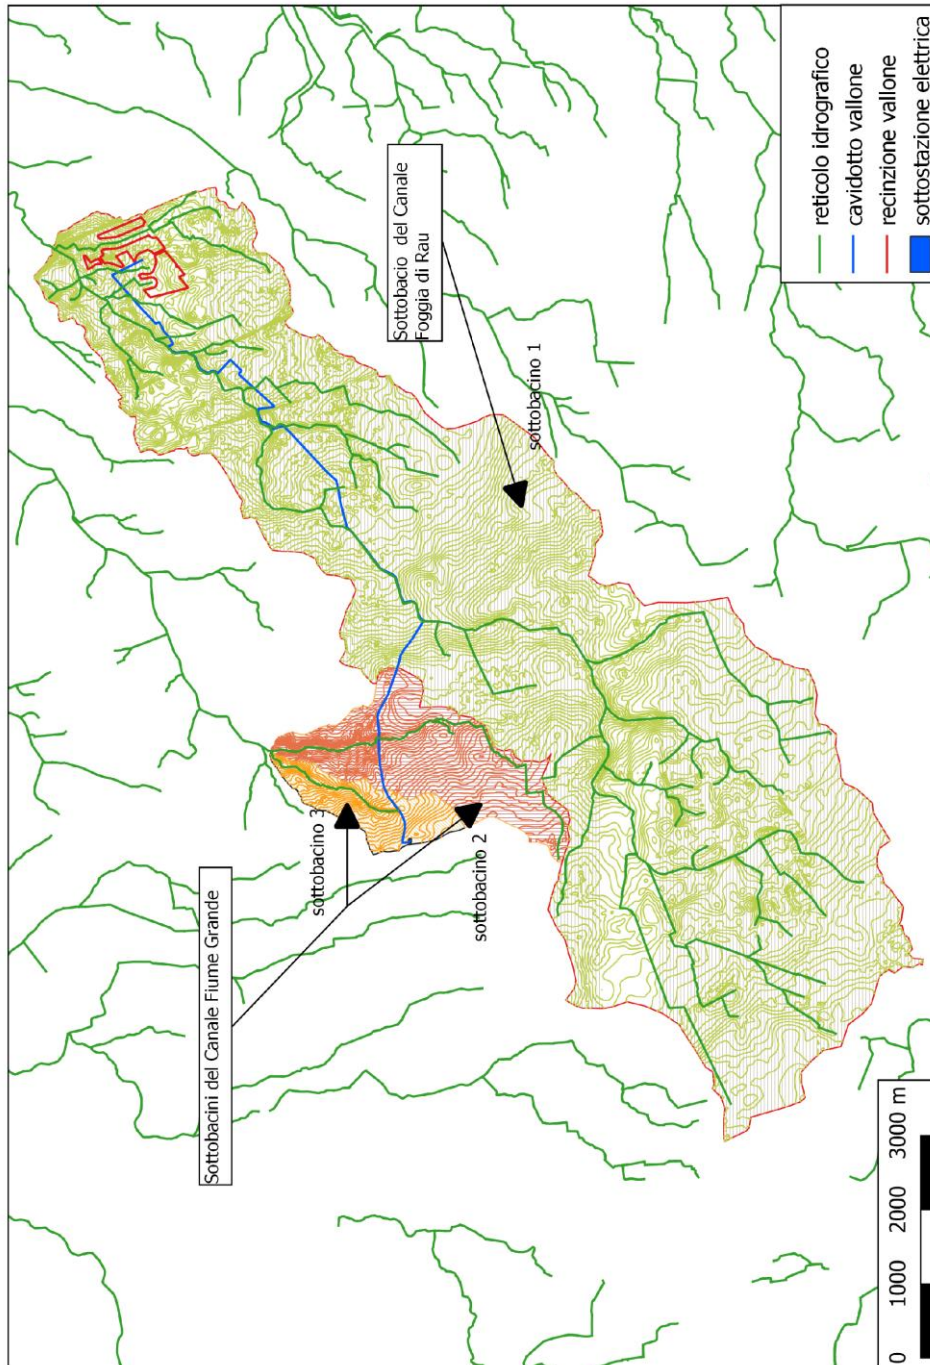 Sottobacini del Canale Fiume Grande
sottobacino 3
sottobacino 2
Sottobacio del Canale
Foggia di Rau
sottobacino 1
0 1000 2000 3000 m
reticolo idrografico
cavidotto vallone
recinzione vallone
sottostazione elettrica